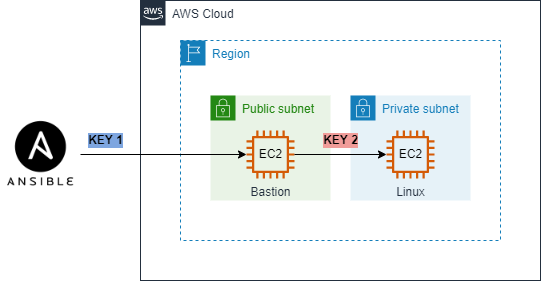 aws
AWS Cloud
Region
Public subnet
Private subnet
KEY 1
KEY 2
EC2
EC2
ANSIBLE
Bastion
Linux